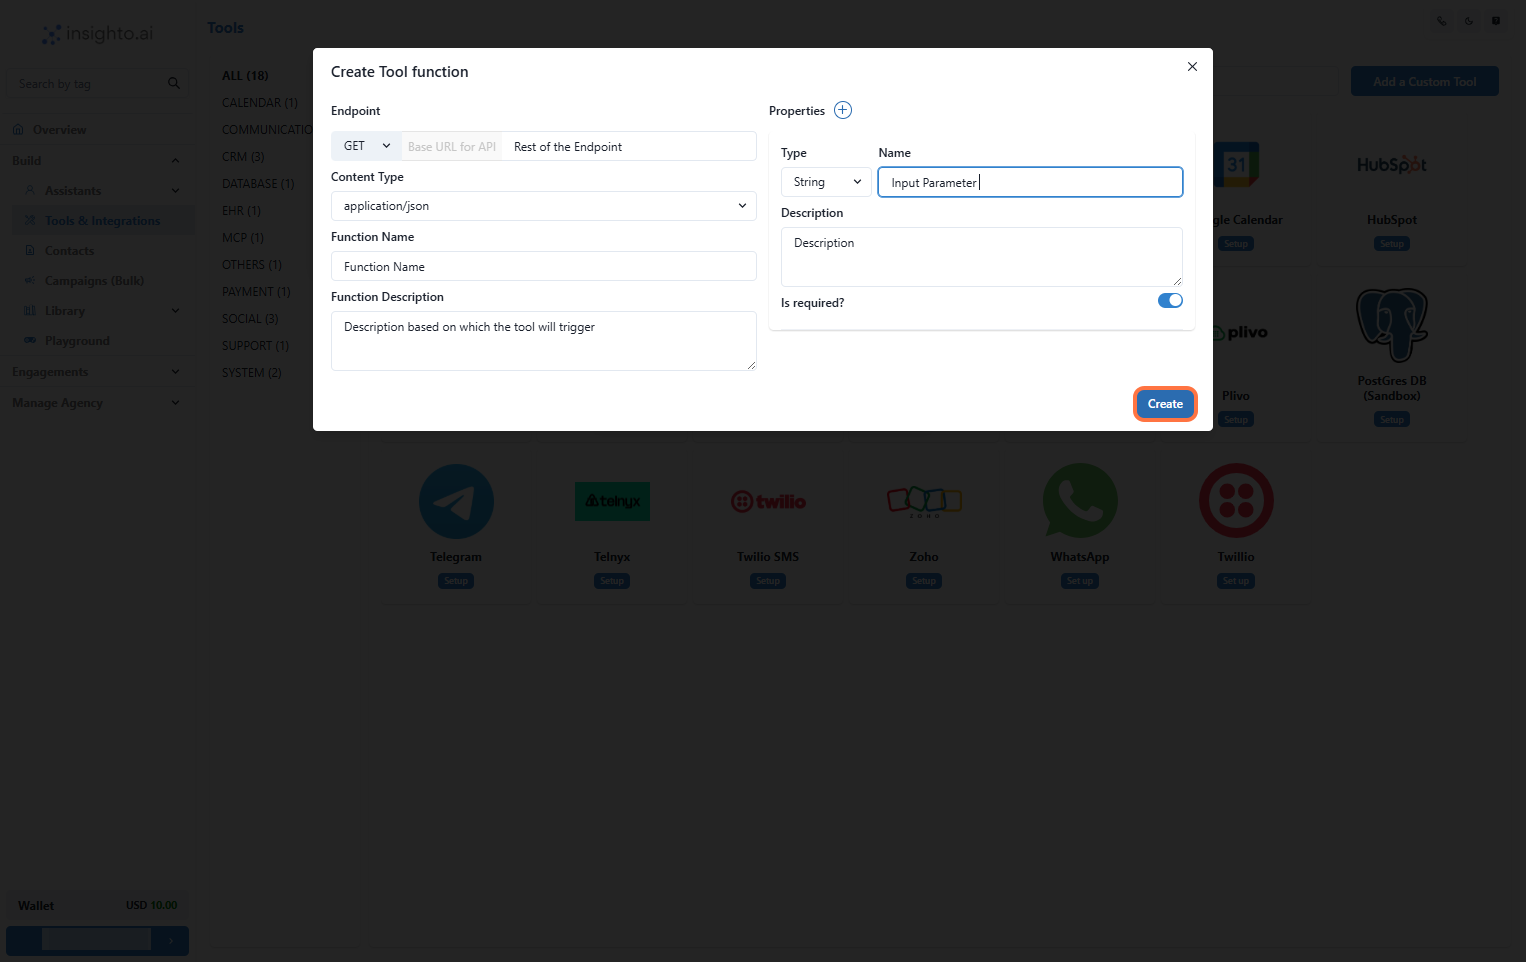 insighto.ai
Search by tag
Overview
Build
Assistants
Tools & Integrations
Contacts
Campaigns (Bulk)
Library
Playground
Engagements
Manage Agency
Wallet
USD 10.00
Tools
ALL (18)
CALENDAR (1)
COMMUNICATIO
CRM (3)
DATABASE (1)
EHR (1)
MCP (1)
OTHERS (1)
PAYMENT (1)
SOCIAL (3)
SUPPORT (1)
SYSTEM (2)
Add a Custom Tool
Create Tool function
Endpoint
GET
Base URL for API
Rest of the Endpoint
Content Type
application/json
Function Name
Function Name
Function Description
Description based on which the tool will trigger
Properties
Type
Name
String
Input Parameter
Description
Description
Is required?
Create
31
gle Calendar
Setup
HubSpot
HubSpot
Setup
plivo
Plivo
Setup
PostGres DB
(Sandbox)
Setup
Telegram
Setup
telnyx
Telnyx
Setup
twilio
Twilio SMS
Setup
ZOHO
Zoho
Setup
WhatsApp
Set up
Twillio
Set up